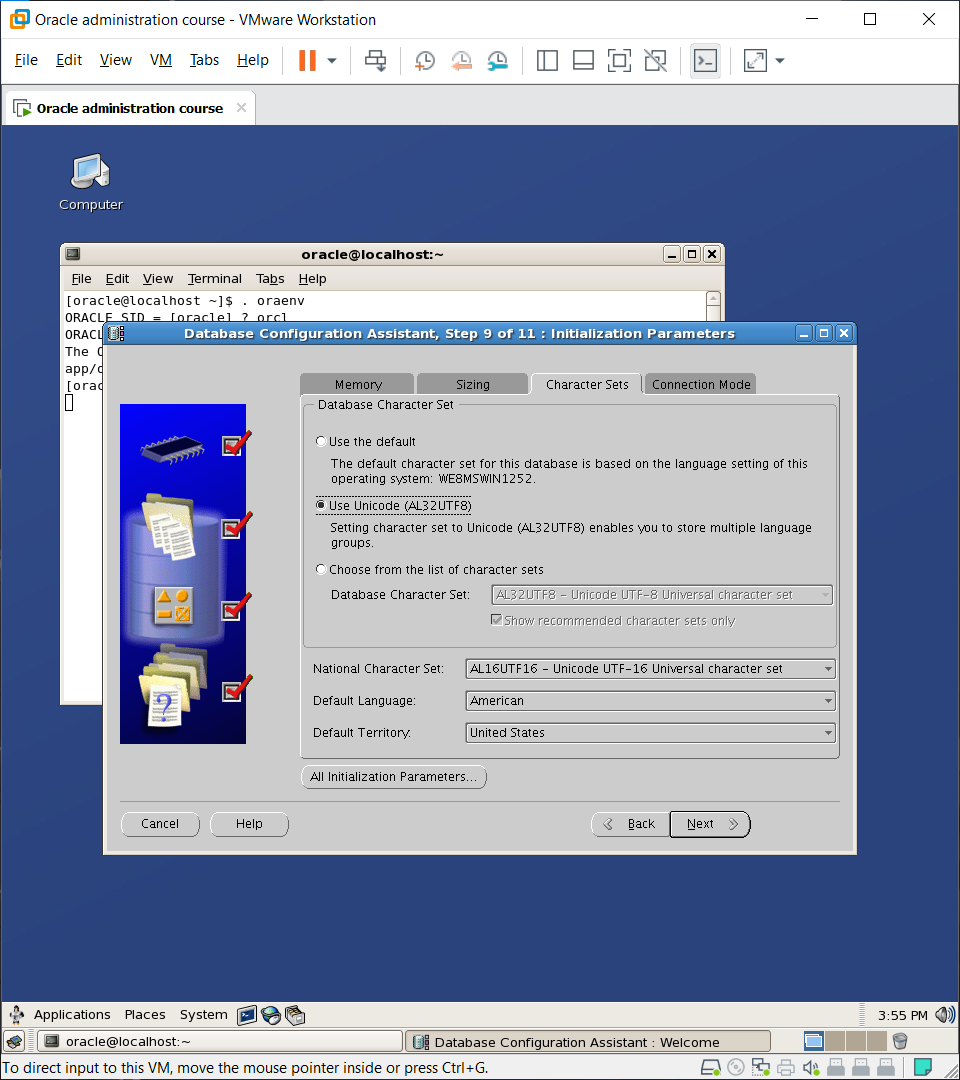 Oracle administration course - VMware Workstation
File Edit View VM Tabs Help
Oracle administration course
Computer
oracle@localhost:~
File Edit View Terminal Tabs Help
[oracle@localhost ~]$ . oraenv
ORACLE_SID = [oracle] ? orcl
ORACL
The O
app/o
[orac
Database Configuration Assistant, Step 9 of 11 : Initialization Parameters
Memory Sizing Character Sets Connection Mode
Database Character Set
Use the default
The default character set for this database is based on the language setting of this
operating system: WE8MSWIN1252.
Use Unicode (AL32UTF8)
Setting character set to Unicode (AL32UTF8) enables you to store multiple language
groups.
Choose from the list of character sets
Database Character Set: AL32UTF8 - Unicode UTF-8 Universal character set
Show recommended character sets only
National Character Set: AL16UTF16 - Unicode UTF-16 Universal character set
Default Language: American
Default Territory: United States
All Initialization Parameters...
?
Cancel Help Back Next
Applications Places System 3:55 PM
oracle@localhost:~ Database Configuration Assistant : Welcome
To direct input to this VM, move the mouse pointer inside or press Ctrl+G.